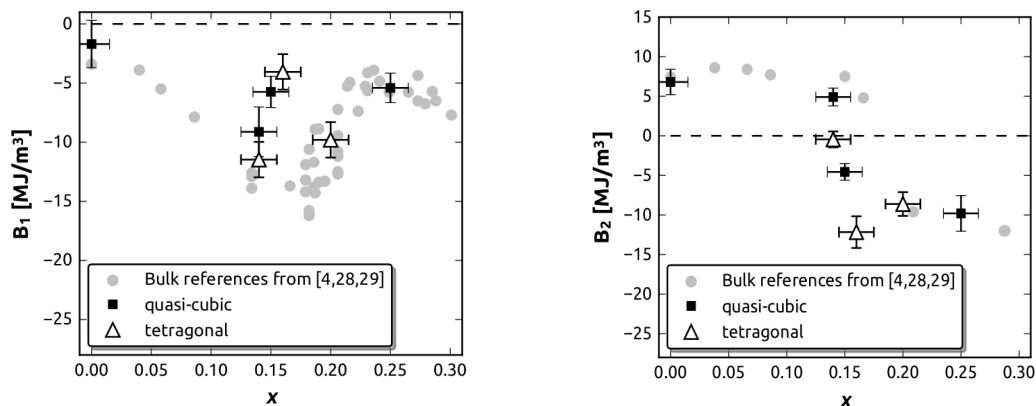 0
−5
−10
−15
−20
−25
B1 [MJ/m³]
Bulk references from [4,28,29]
quasi-cubic
tetragonal
0.00 0.05 0.10 0.15 0.20 0.25 0.30
x
15
10
5
0
−5
−10
−15
−20
−25
B2 [MJ/m³]
Bulk references from [4,28,29]
quasi-cubic
tetragonal
0.00 0.05 0.10 0.15 0.20 0.25 0.30
x